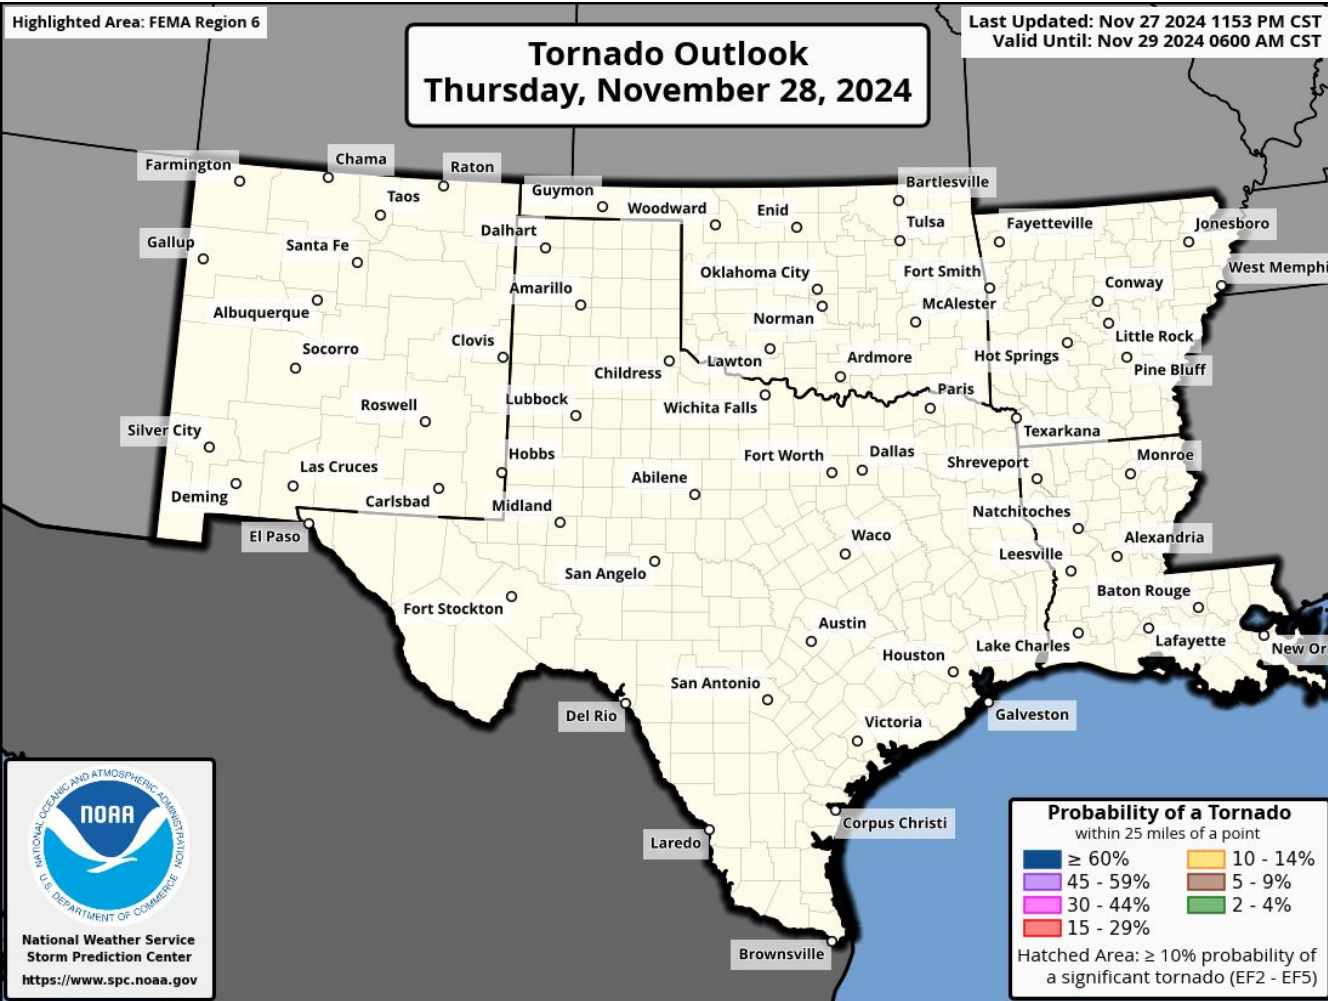 Highlighted Area: FEMA Region 6
Last Updated: Nov 27 2024 1153 PM CST
Valid Until: Nov 29 2024 0600 AM CST
Tornado Outlook
Thursday, November 28, 2024
Farmington
Chama
Raton
Taos
Guymon
Woodward
Enid
Bartlesville
Tulsa
Fayetteville
Jonesboro
Gallup
Santa Fe
Dalhart
Oklahoma City
Fort Smith
West Memphi
Albuquerque
Amarillo
Norman
McAlester
Conway
Socorro
Clovis
Childress
Lawton
Ardmore
Hot Springs
Little Rock
Pine Bluff
Roswell
Lubbock
Wichita Falls
Paris
Texarkana
Silver City
Las Cruces
Hobbs
Abilene
Fort Worth
Dallas
Shreveport
Monroe
Deming
Carlsbad
Midland
Natchitoches
El Paso
San Angelo
Waco
Leesville
Alexandria
Fort Stockton
Baton Rouge
Austin
Houston
Lake Charles
Lafayette
New Or
San Antonio
Del Rio
Victoria
Galveston
Corpus Christi
Laredo
Brownsville
NATIONAL OCEANIC AND ATMOSPHERIC ADMINISTRATION
NOAA
U.S. DEPARTMENT OF COMMERCE
National Weather Service
Storm Prediction Center
https://www.spc.noaa.gov
Probability of a Tornado
within 25 miles of a point
≥ 60%
10 - 14%
45 - 59%
5 - 9%
30 - 44%
2 - 4%
15 - 29%
Hatched Area: ≥ 10% probability of
a significant tornado (EF2 - EF5)